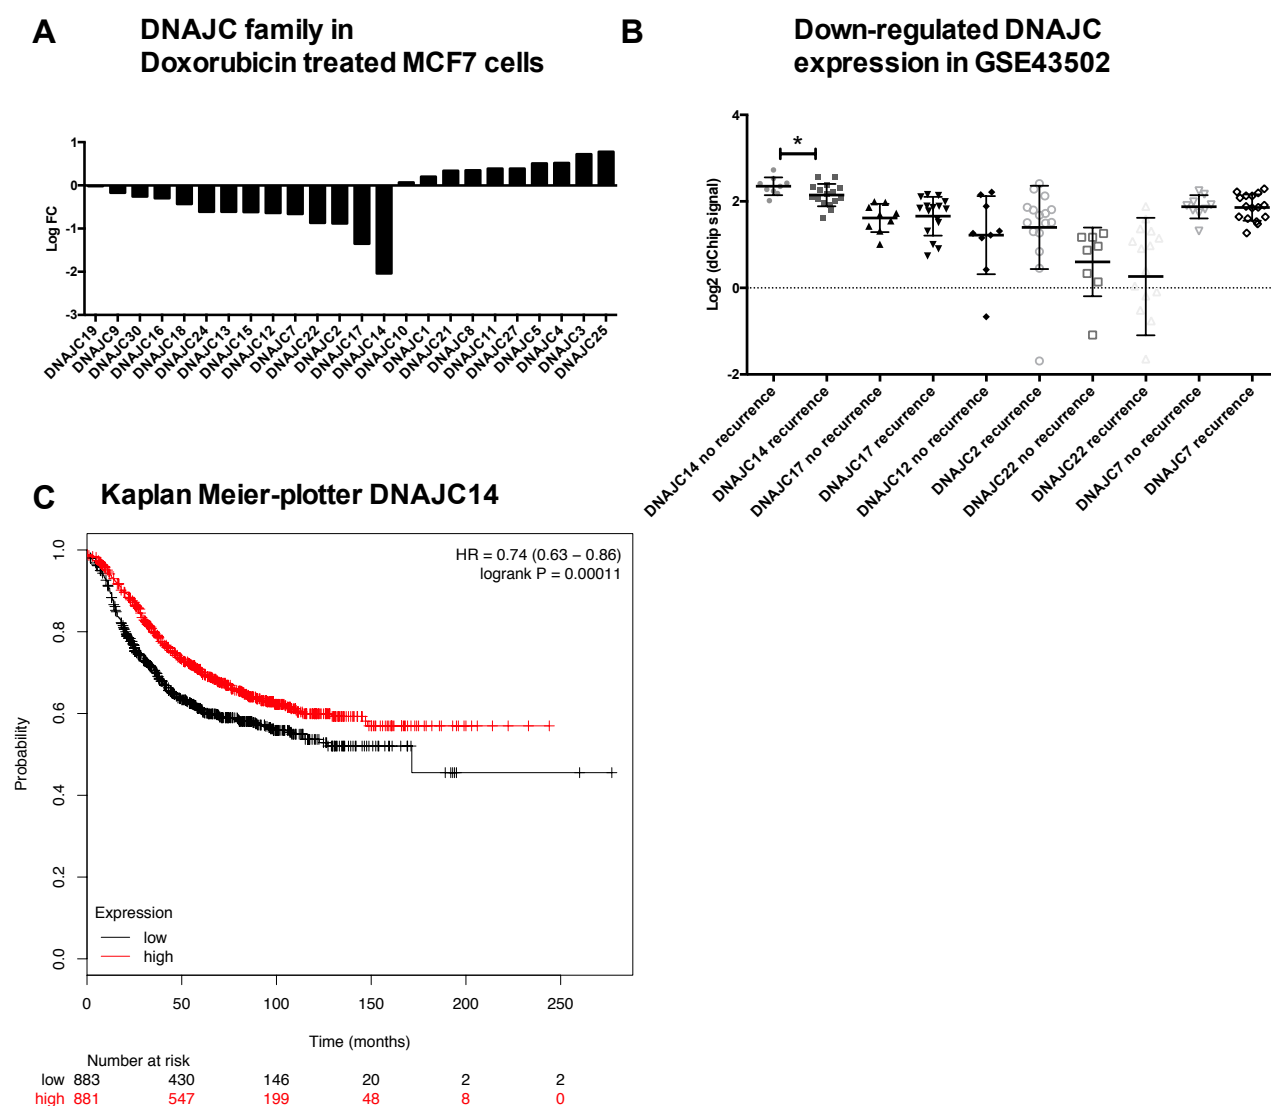 A
DNAJC family in
Doxorubicin treated MCF7 cells
Log FC
1
0
-1
-2
-3
DNAJC19
DNAJC9
DNAJC30
DNAJC16
DNAJC18
DNAJC24
DNAJC13
DNAJC15
DNAJC12
DNAJC7
DNAJC22
DNAJC2
DNAJC17
DNAJC14
DNAJC10
DNAJC1
DNAJC21
DNAJC8
DNAJC11
DNAJC27
DNAJC5
DNAJC4
DNAJC3
DNAJC25
B
Down-regulated DNAJC
expression in GSE43502
Log2 (dChip signal)
4
2
0
-2
*
DNAJC14 no recurrence
DNAJC14 recurrence
DNAJC17 no recurrence
DNAJC17 recurrence
DNAJC12 no recurrence
DNAJC2 recurrence
DNAJC22 no recurrence
DNAJC22 recurrence
DNAJC7 no recurrence
DNAJC7 recurrence
C
Kaplan Meier-plotter DNAJC14
HR = 0.74 (0.63 − 0.86)
logrank P = 0.00011
Probability
1.0
0.8
0.6
0.4
0.2
0.0
Expression
low
high
0 50 100 150 200 250
Time (months)
Number at risk
low 883 430 146 20 2 2
high 881 547 199 48 8 0